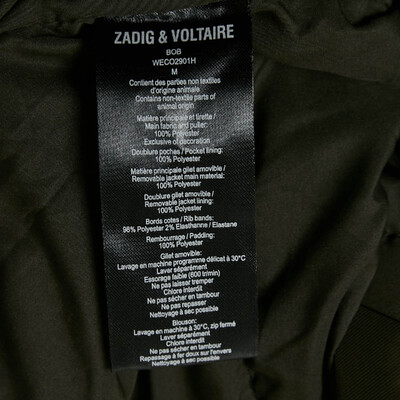 ZADIG & VOLTAIRE
BOB
WECO2901H
M
Contient des parties non textiles
d'origine animale
Contains non-textile parts of
animal origin
Matière principale et tirette /
Main fabric and puller:
100% Polyester
Exclusive of decoration
Doublure poches / Pocket lining:
100% Polyester
Matière principale gilet amovible /
Removable jacket main material:
100% Polyester
Doublure gilet amovible /
Removable jacket lining:
100% Polyester
Bords cotes / Rib bands:
98% Polyester 2% Elasthanne / Elastane
Rembourrage / Padding:
100% Polyester
Gilet amovible:
Lavage en machine programme délicat à 30°C
Laver séparément
Essorage faible (600 tr/min)
Ne pas laisser tremper
Chlore interdit
Ne pas sécher en tambour
Ne pas repasser
Nettoyage à sec possible
Blouson:
Lavage en machine à 30°C, zip fermé
Laver séparément
Chlore interdit
Ne pas sécher en tambour
Repassage à fer doux sur l'envers
Nettoyage à sec possible